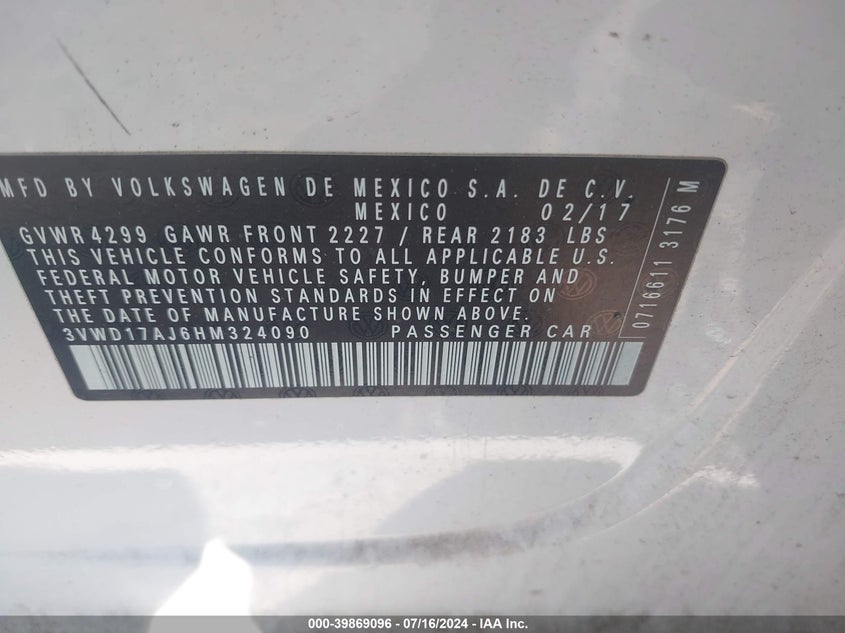 MFD BY VOLKSWAGEN DE MEXICO S.A. DE C.V.
MEXICO 02/17
GVWR 4299 GAWR FRONT 2227 / REAR 2183 LBS
THIS VEHICLE CONFORMS TO ALL APPLICABLE U.S.
FEDERAL MOTOR VEHICLE SAFETY, BUMPER AND
THEFT PREVENTION STANDARDS IN EFFECT ON
THE DATE OF MANUFACTURE SHOWN ABOVE.
3VWD17AJ6HM324090 PASSENGER CAR
0716611 3176 M
000-39869096 - 07/16/2024 - IAA Inc.